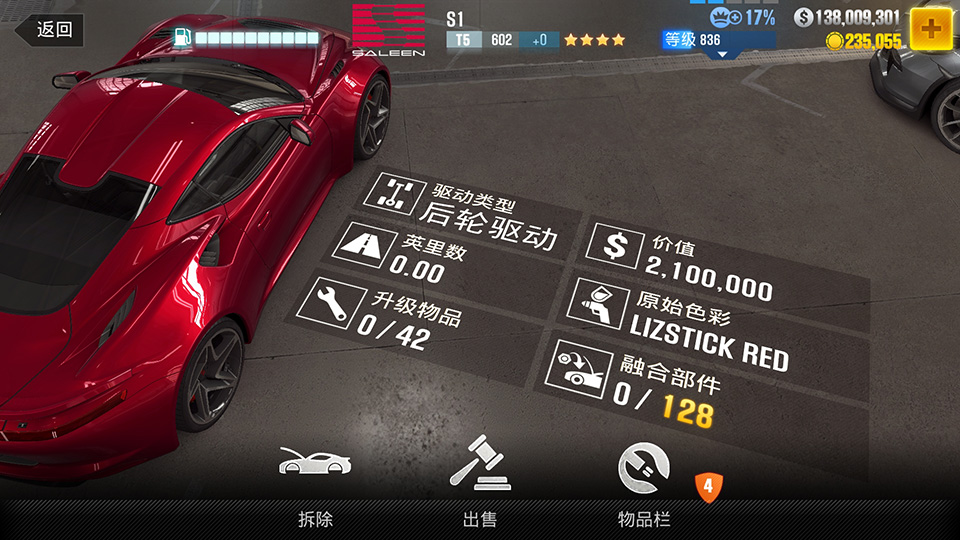 返回
SALEEN
S1
T5 602 +0
17%
等级 836
138,009,301
235,055
驱动类型
后轮驱动
英里数
0.00
升级物品
0/42
价值
2,100,000
原始色彩
LIZSTICK RED
融合部件
0/128
拆除
出售
物品栏
4